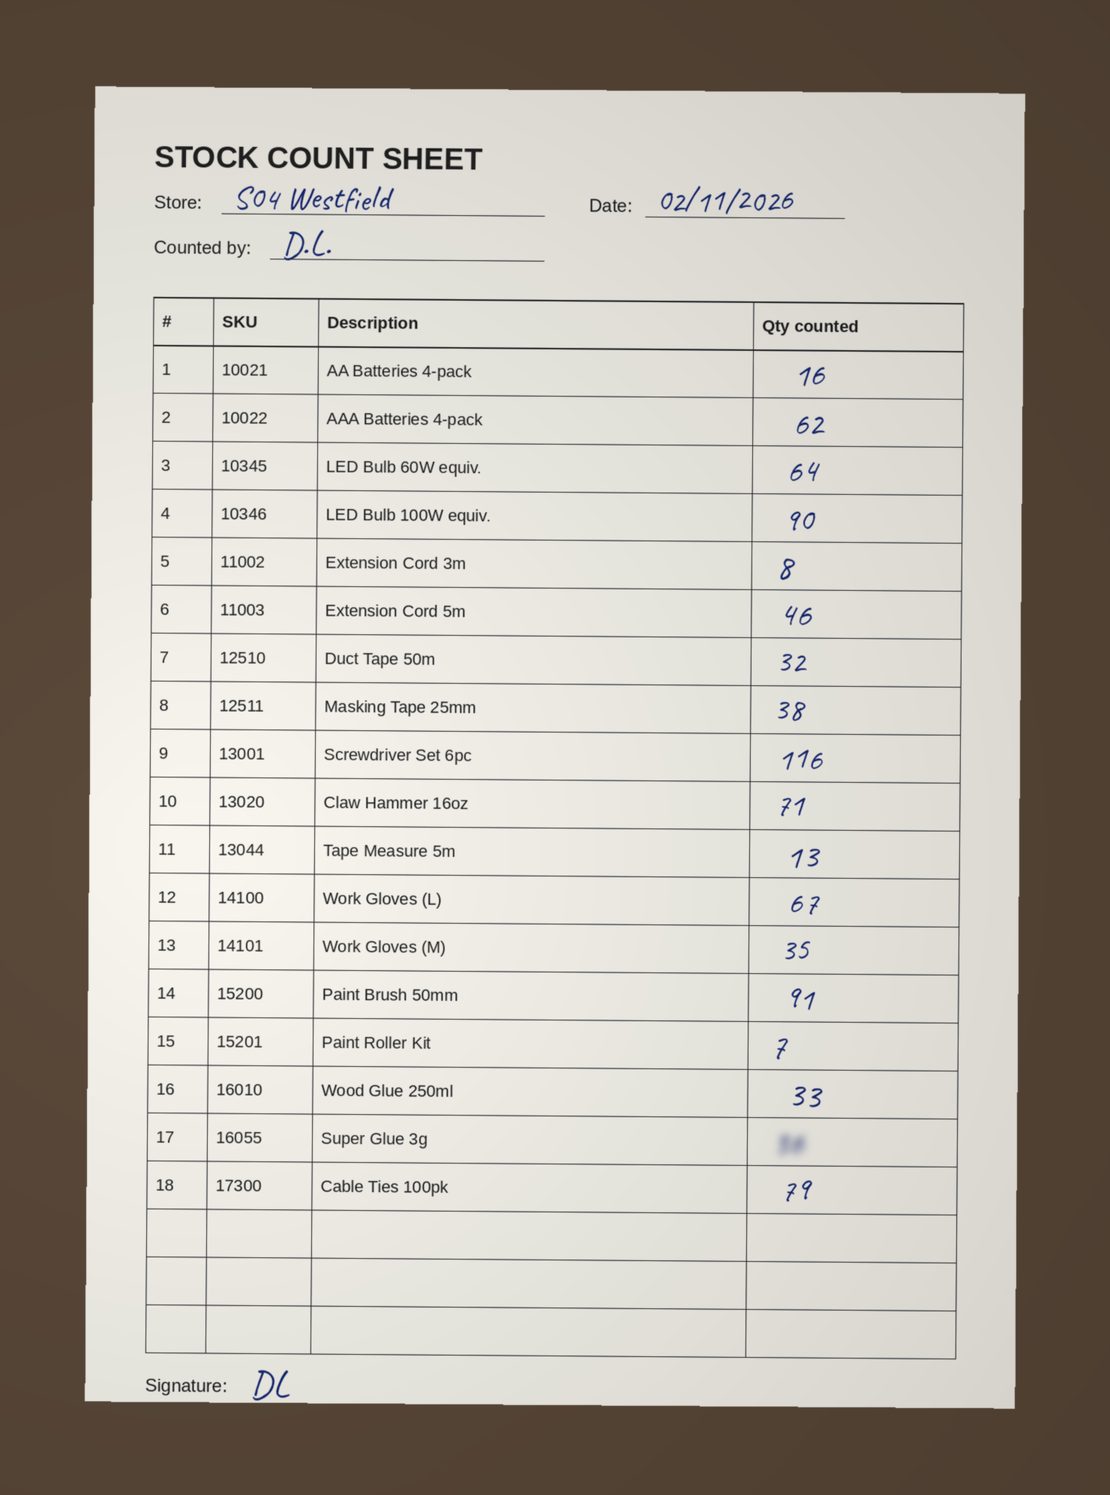 STOCK COUNT SHEET
Store: S04 Westfield Date: 02/11/2026
Counted by: D.L.
# SKU Description Qty counted
1 10021 AA Batteries 4-pack 16
2 10022 AAA Batteries 4-pack 62
3 10345 LED Bulb 60W equiv. 64
4 10346 LED Bulb 100W equiv. 90
5 11002 Extension Cord 3m 8
6 11003 Extension Cord 5m 46
7 12510 Duct Tape 50m 32
8 12511 Masking Tape 25mm 38
9 13001 Screwdriver Set 6pc 116
10 13020 Claw Hammer 16oz 71
11 13044 Tape Measure 5m 13
12 14100 Work Gloves (L) 67
13 14101 Work Gloves (M) 35
14 15200 Paint Brush 50mm 91
15 15201 Paint Roller Kit 7
16 16010 Wood Glue 250ml 33
17 16055 Super Glue 3g
18 17300 Cable Ties 100pk 79
Signature: DL